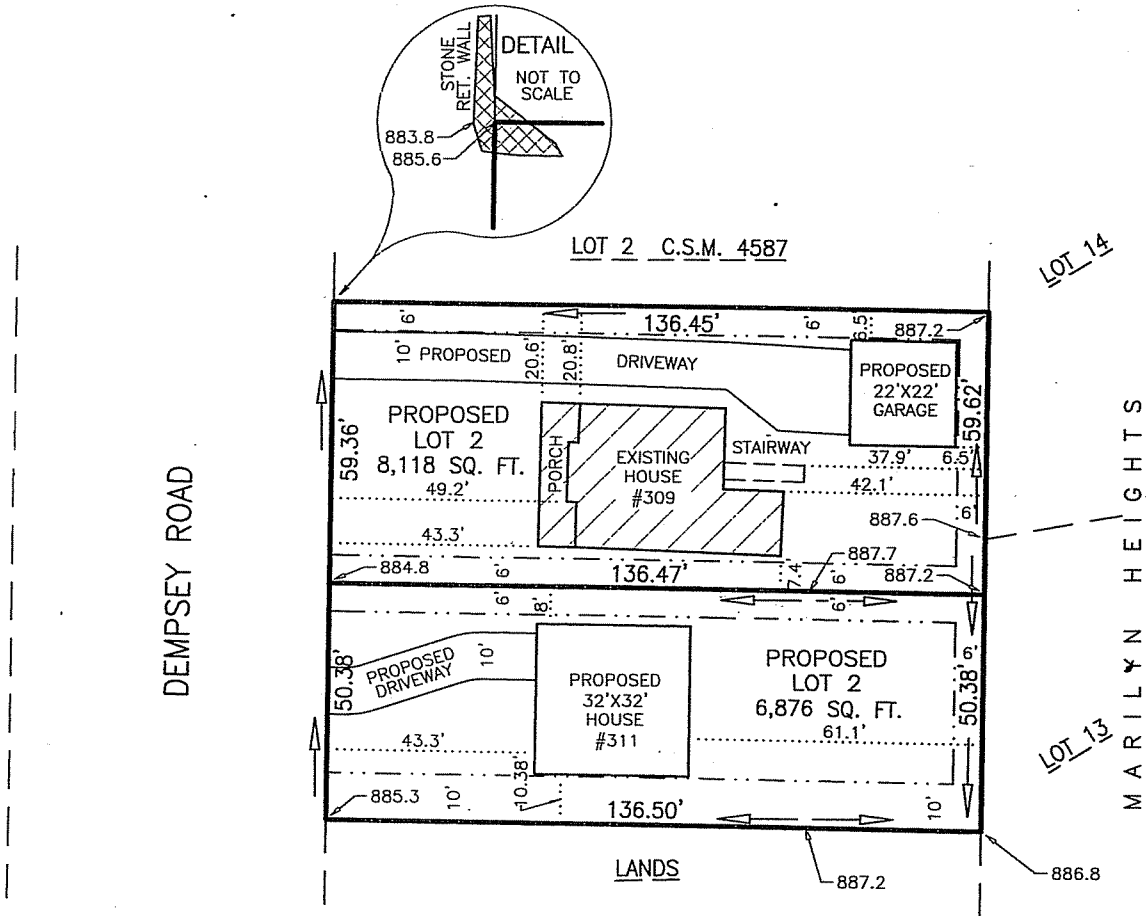 DETAIL
STONE
RET. WALL
NOT TO
SCALE
883.8
885.6
LOT 2 C.S.M. 4587
LOT 14
6'
136.45'
6'
6.5
887.2
10' PROPOSED
DRIVEWAY
20.6'
20.8'
PROPOSED
22'X22'
GARAGE
59.62'
59.36'
PROPOSED
LOT 2
8,118 SQ. FT.
PORCH
EXISTING
HOUSE
#309
STAIRWAY
37.9'
6.5'
49.2'
42.1'
43.3'
887.6
6'
884.8
6'
136.47'
7.4
887.7
6'
887.2
DEMPSEY ROAD
MARILYN HEIGHTS
6'
8'
6'
50.38'
PROPOSED
DRIVEWAY
10'
PROPOSED
32'X32'
HOUSE
#311
PROPOSED
LOT 2
6,876 SQ. FT.
6'
50.38'
43.3'
61.1'
LOT 13
885.3
10'
10.38'
136.50'
10'
LANDS
887.2
886.8